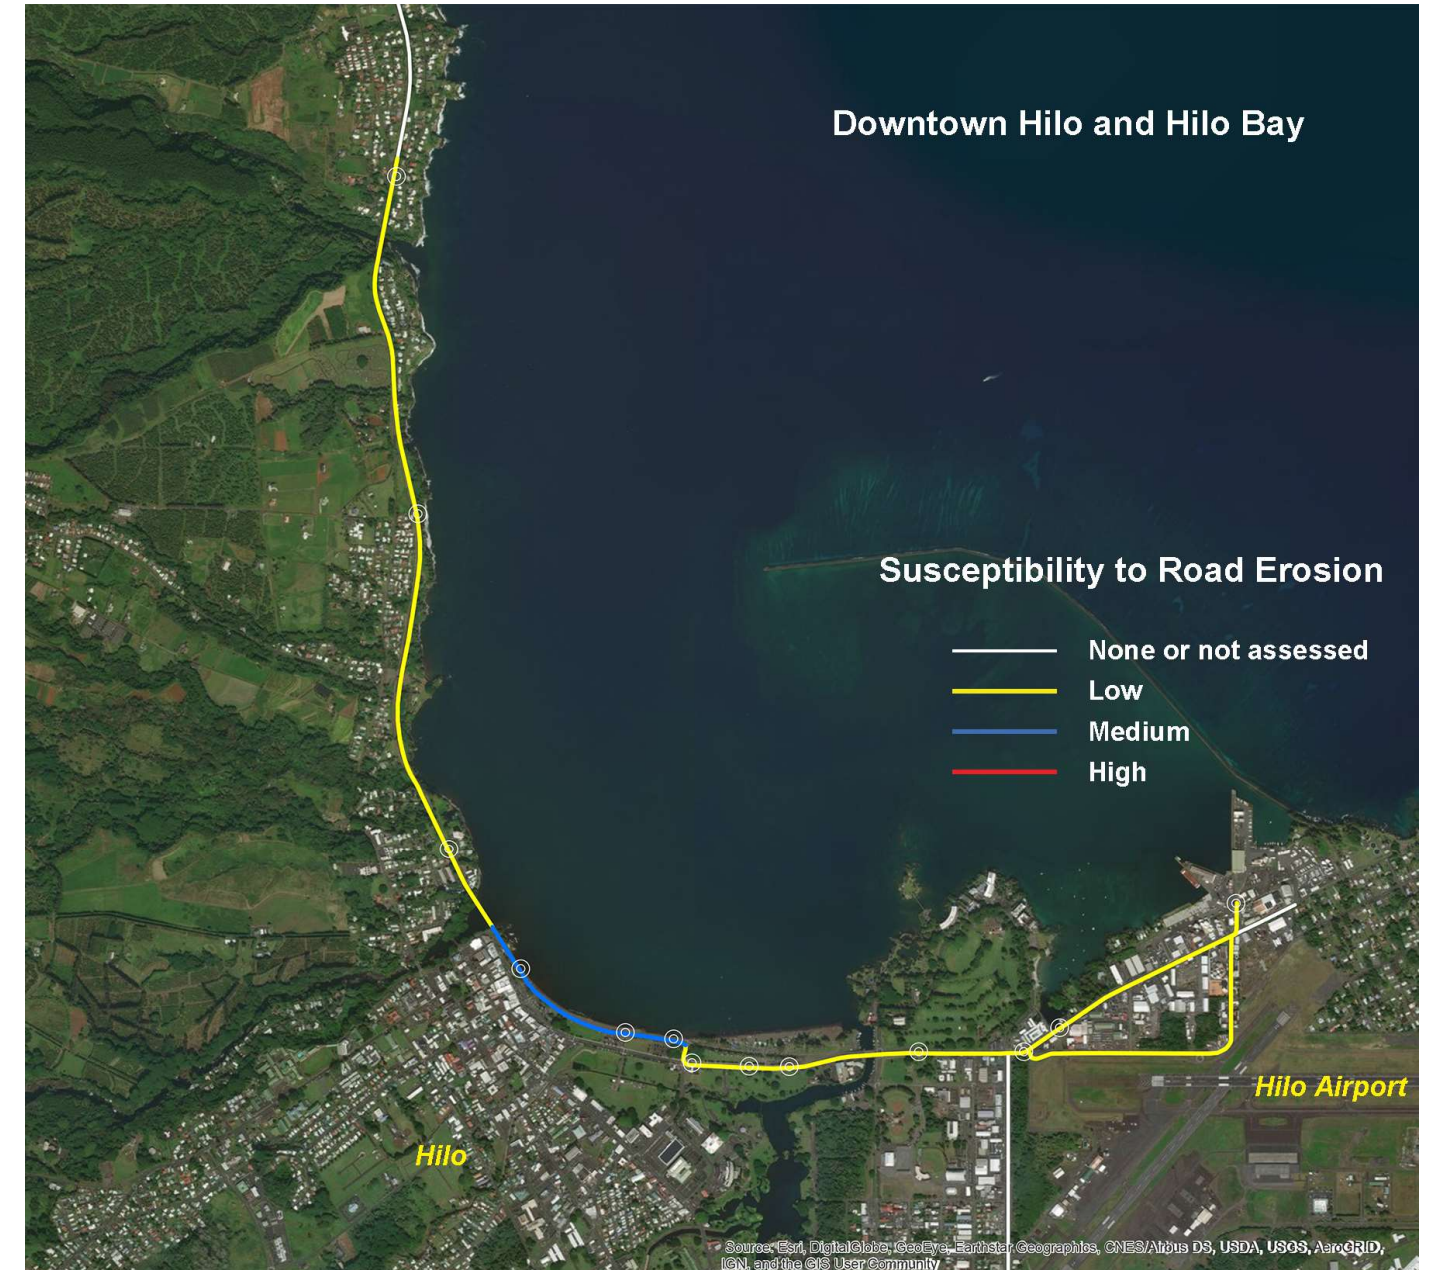 Downtown Hilo and Hilo Bay
Susceptibility to Road Erosion
None or not assessed
Low
Medium
High
Hilo Airport
Hilo
Source: Esri, DigitalGlobe, GeoEye, Earthstar Geographics, CNES/Airbus DS, USDA, USGS, AeroGRID,
IGN, and the GIS User Community